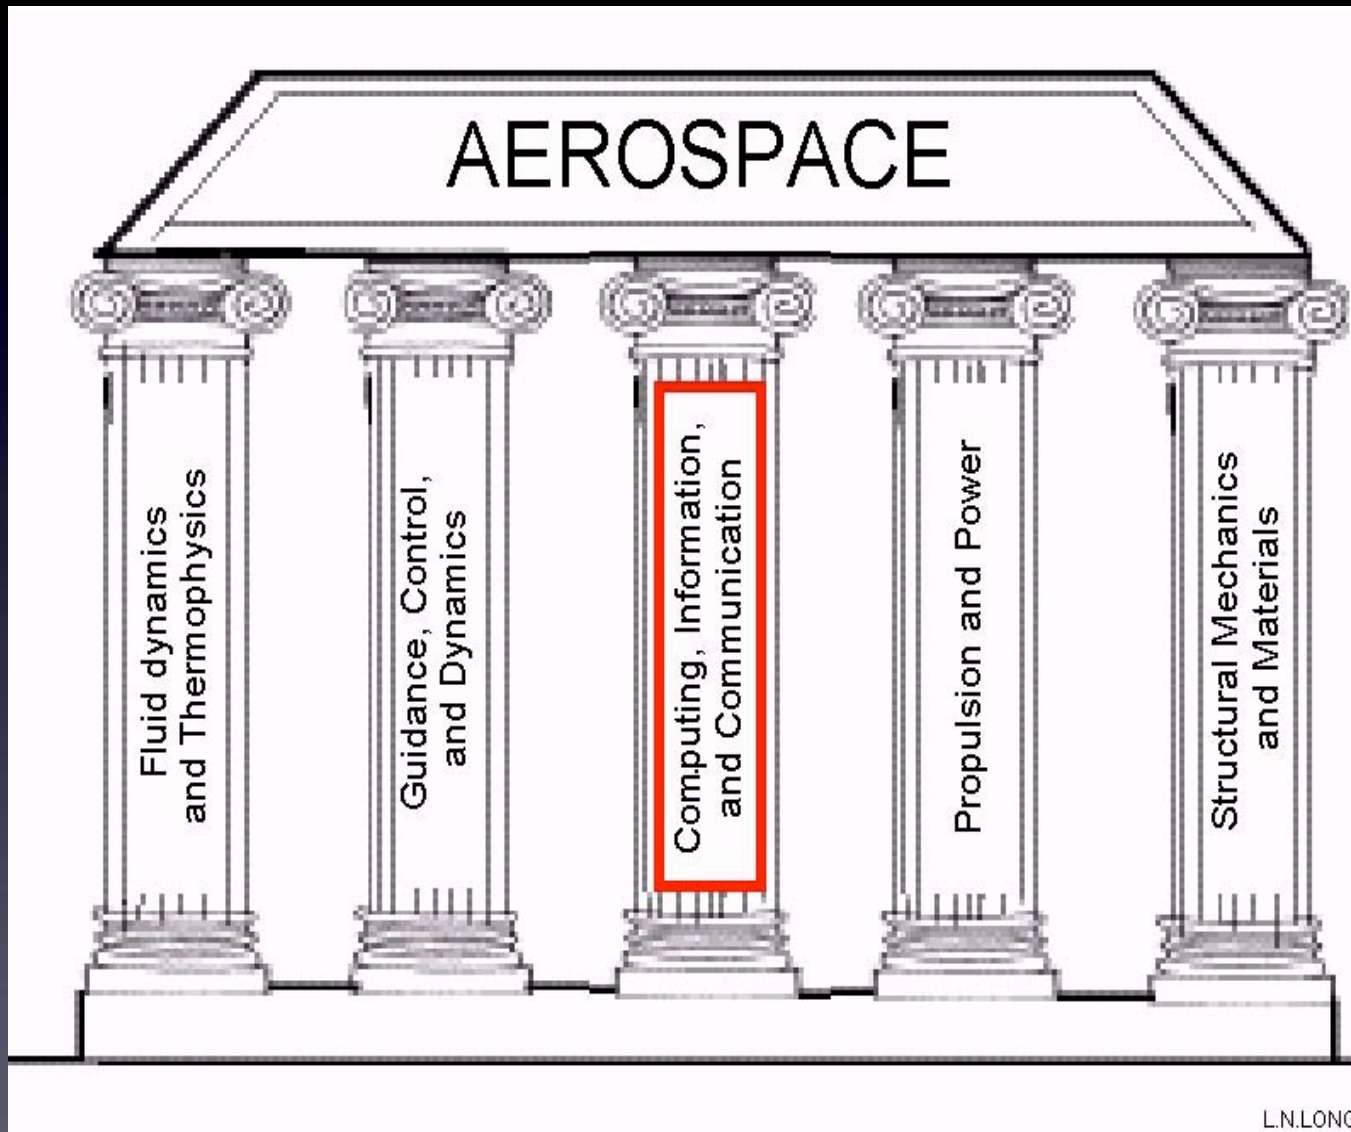 AEROSPACE
Fluid dynamics
and Thermophysics
Guidance, Control,
and Dynamics
Computing, Information,
and Communication
Propulsion and Power
Structural Mechanics
and Materials
L.N.LONG